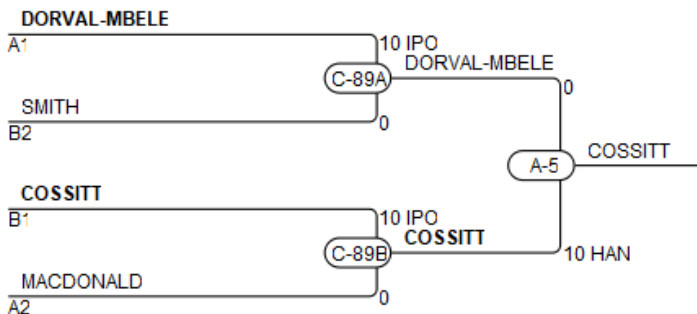 DORVAL-MBELE
A1
10 IPO
C-89A
DORVAL-MBELE
0
SMITH
B2
0
A-5
COSSITT
COSSITT
B1
10 IPO
C-89B
COSSITT
10 HAN
MACDONALD
A2
0